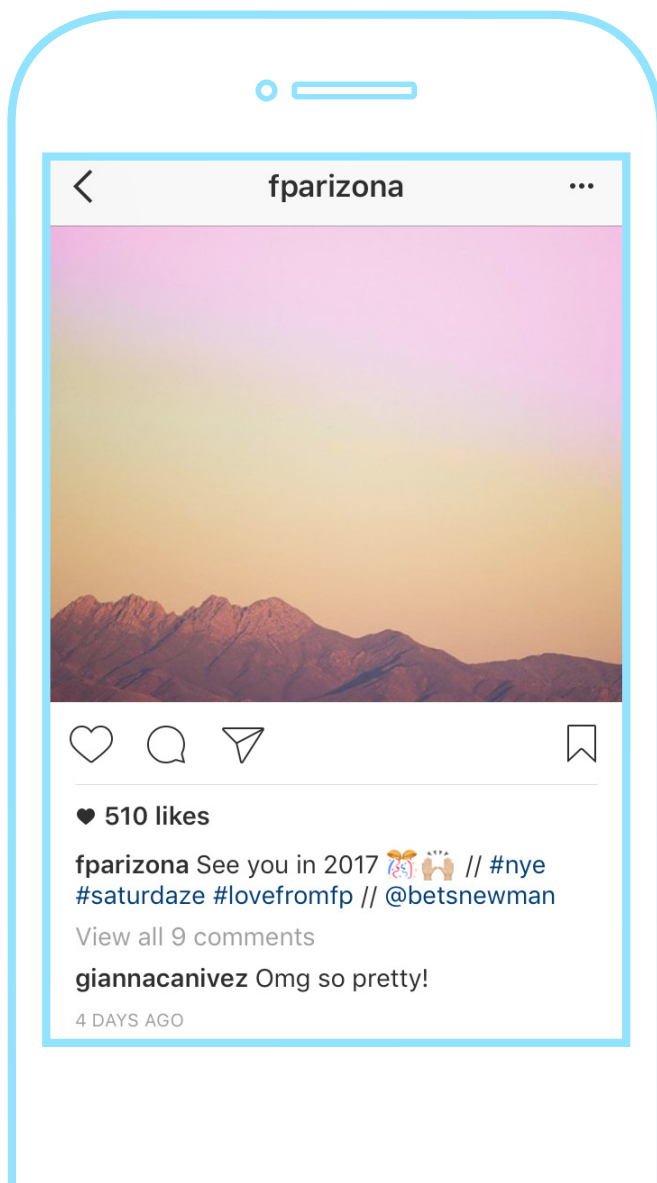 fparizona
510 likes
fparizona See you in 2017 🎊🙌🏼 // #nye
#saturdaze #lovefromfp // @betsnewman
View all 9 comments
giannacanivez Omg so pretty!
4 DAYS AGO